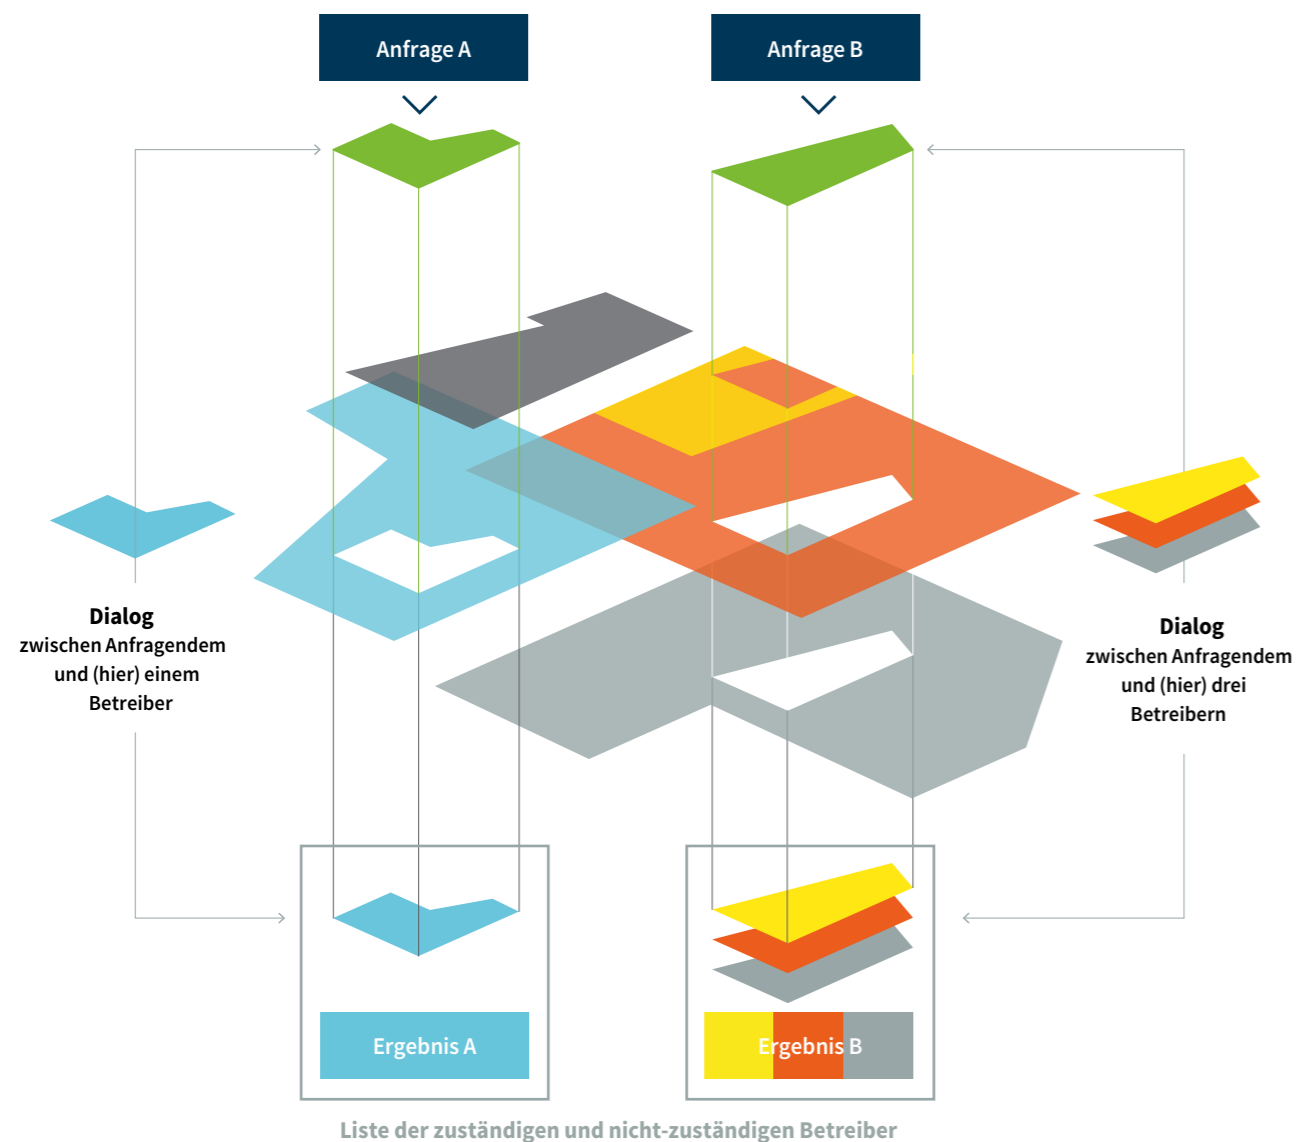 Anfrage A
Anfrage B
Dialog
zwischen Anfragendem
und (hier) einem
Betreiber
Dialog
zwischen Anfragendem
und (hier) drei
Betreibern
Ergebnis A
Ergebnis B
Liste der zuständigen und nicht-zuständigen Betreiber